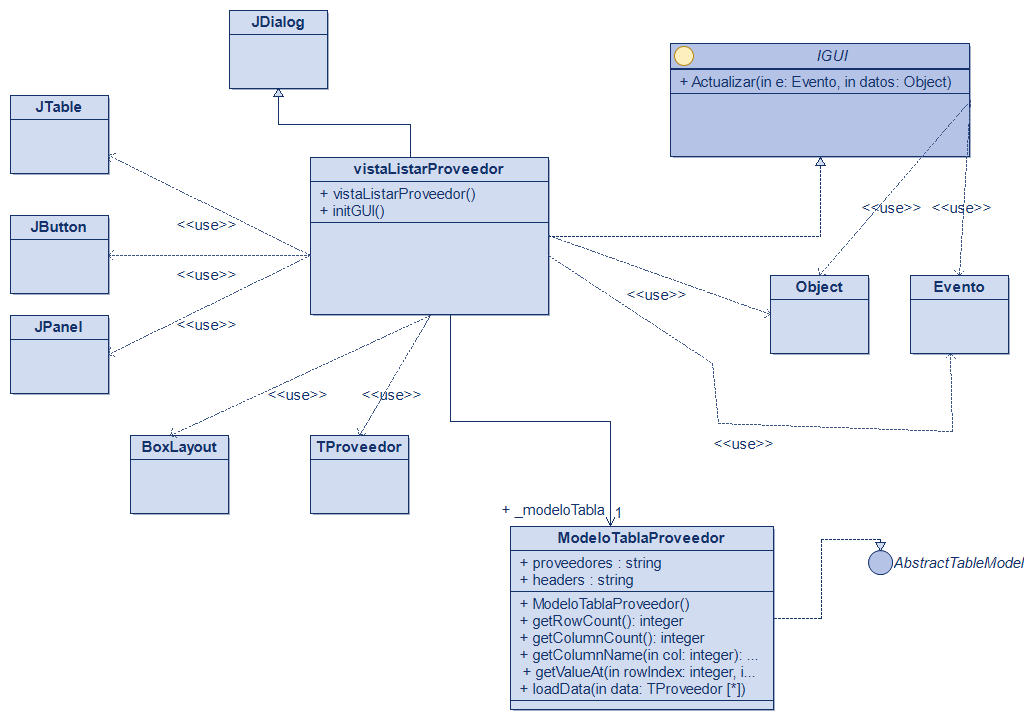 JDialog
IGUI
+ Actualizar(in e: Evento, in datos: Object)
JTable
vistaListarProveedor
+ vistaListarProveedor()
+ initGUI()
<<use>>
<<use>>
<<use>>
JButton
<<use>>
Object
Evento
<<use>>
JPanel
<<use>>
<<use>>
<<use>>
BoxLayout
TProveedor
<<use>>
+ _modeloTabla
1
ModeloTablaProveedor
+ proveedores : string
+ headers : string
+ ModeloTablaProveedor()
+ getRowCount(): integer
+ getColumnCount(): integer
+ getColumnName(in col: integer): ...
+ getValueAt(in rowIndex: integer, i...
+ loadData(in data: TProveedor [*])
AbstractTableModel